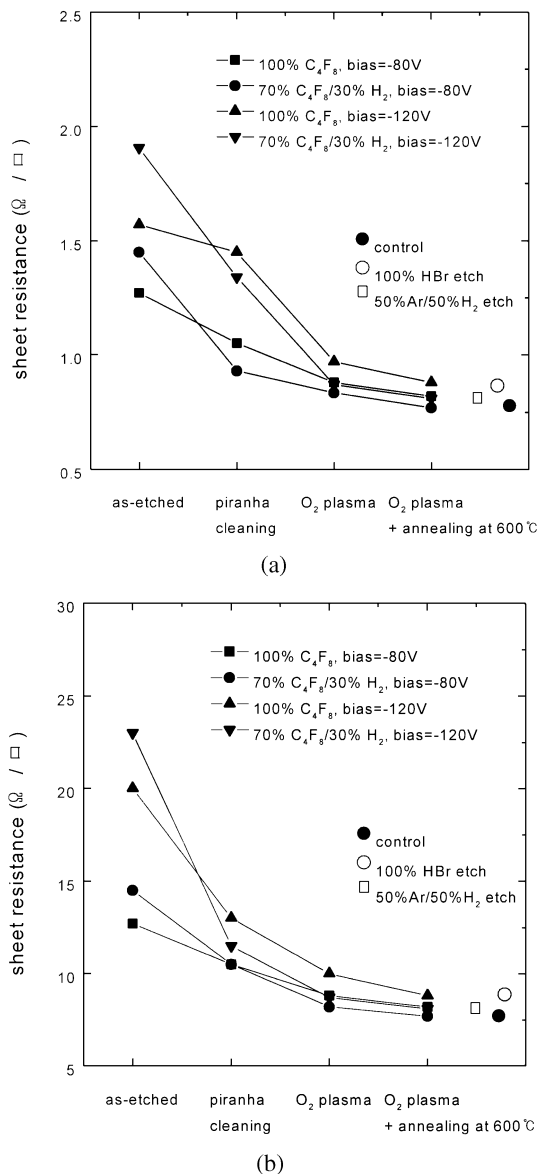 2.5
2.0
1.5
1.0
0.5
sheet resistance (Ω / □)
100% C₄F₈, bias=-80V
70% C₄F₈/30% H₂, bias=-80V
100% C₄F₈, bias=-120V
70% C₄F₈/30% H₂, bias=-120V
control
100% HBr etch
50%Ar/50%H₂ etch
as-etched
piranha
cleaning
O₂ plasma
O₂ plasma
+ annealing at 600℃
(a)
30
25
20
15
10
5
sheet resistance (Ω / □)
100% C₄F₈, bias=-80V
70% C₄F₈/30% H₂, bias=-80V
100% C₄F₈, bias=-120V
70% C₄F₈/30% H₂, bias=-120V
control
100% HBr etch
50%Ar/50%H₂ etch
as-etched
piranha
cleaning
O₂ plasma
O₂ plasma
+ annealing at 600℃
(b)